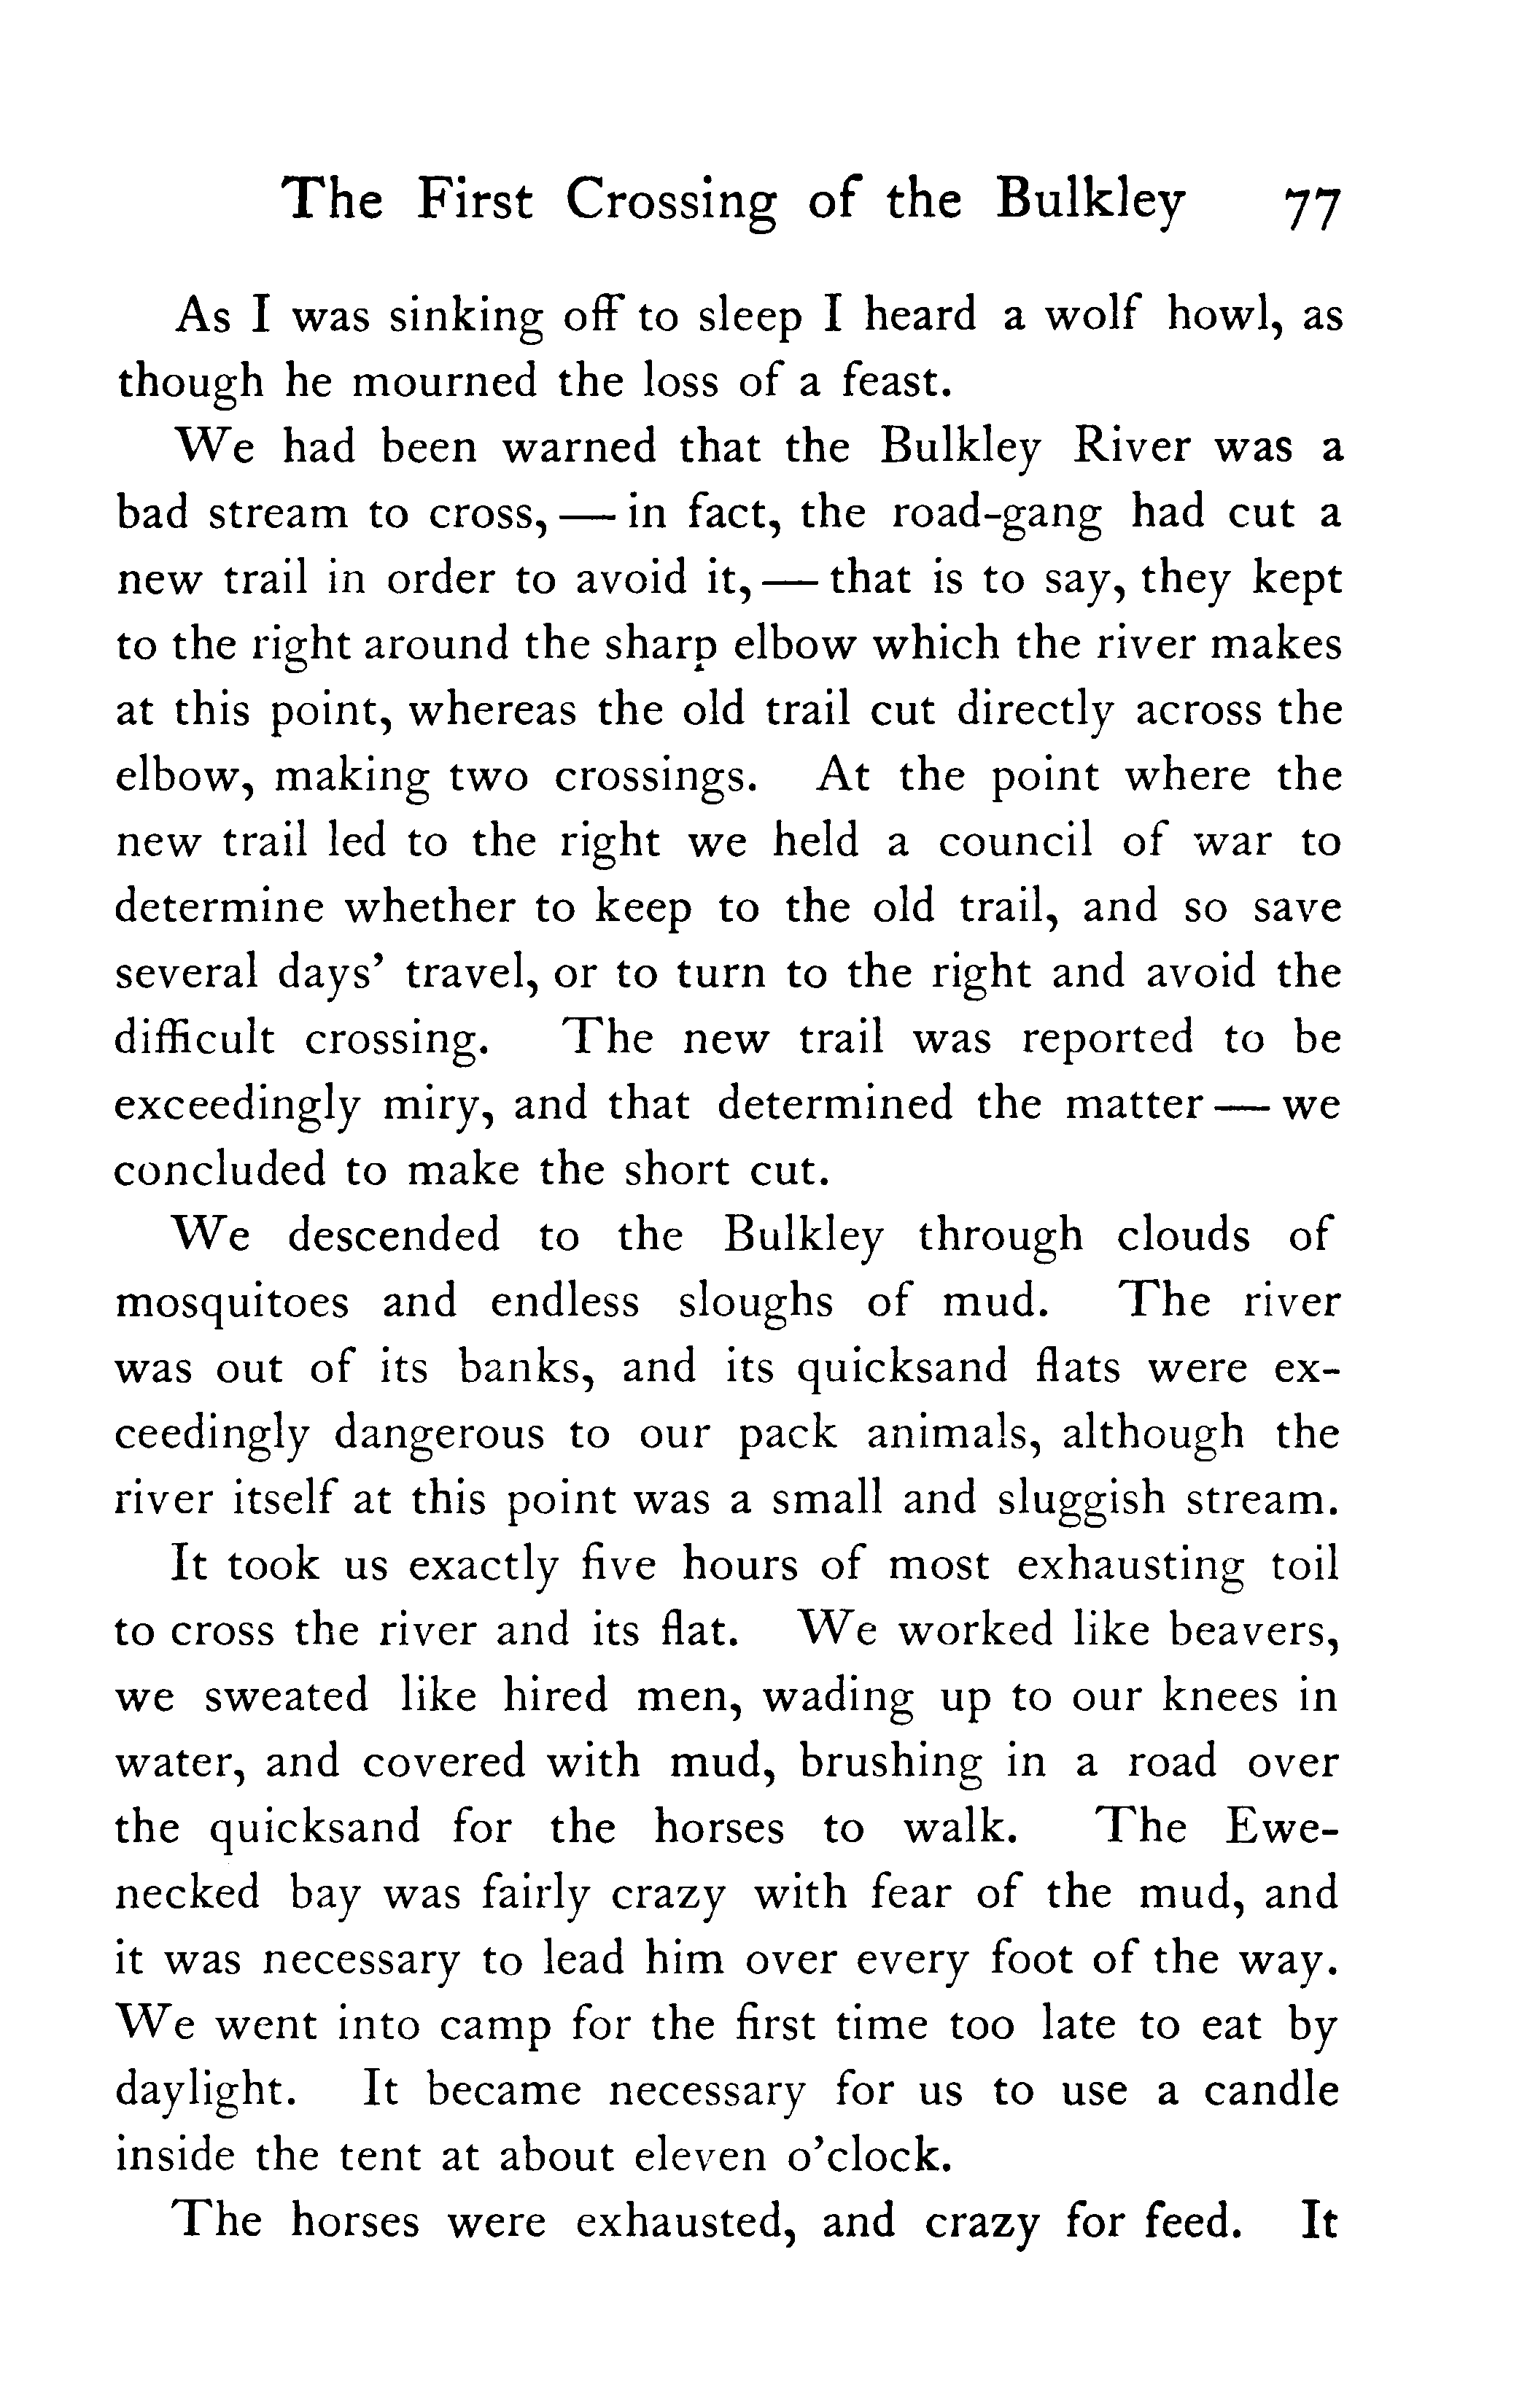 The First Crossing of the Bulkley 77
As I was sinking off to sleep I heard a wolf howl, as
though he mourned the loss of a feast.
We had been warned that the Bulkley River was a
bad stream to cross, — in fact, the road-gang had cut a
new trail in order to avoid it, — that is to say, they kept
to the right around the sharp elbow which the river makes
at this point, whereas the old trail cut directly across the
elbow, making two crossings. At the point where the
new trail led to the right we held a council of war to
determine whether to keep to the old trail, and so save
several days’ travel, or to turn to the right and avoid the
difficult crossing. The new trail was reported to be
exceedingly miry, and that determined the matter — we
concluded to make the short cut.
We descended to the Bulkley through clouds of
mosquitoes and endless sloughs of mud. The river
was out of its banks, and its quicksand flats were ex-
ceedingly dangerous to our pack animals, although the
river itself at this point was a small and sluggish stream.
It took us exactly five hours of most exhausting toil
to cross the river and its flat. We worked like beavers,
we sweated like hired men, wading up to our knees in
water, and covered with mud, brushing in a road over
the quicksand for the horses to walk. The Ewe-
necked bay was fairly crazy with fear of the mud, and
it was necessary to lead him over every foot of the way.
We went into camp for the first time too late to eat by
daylight. It became necessary for us to use a candle
inside the tent at about eleven o’clock.
The horses were exhausted, and crazy for feed. It